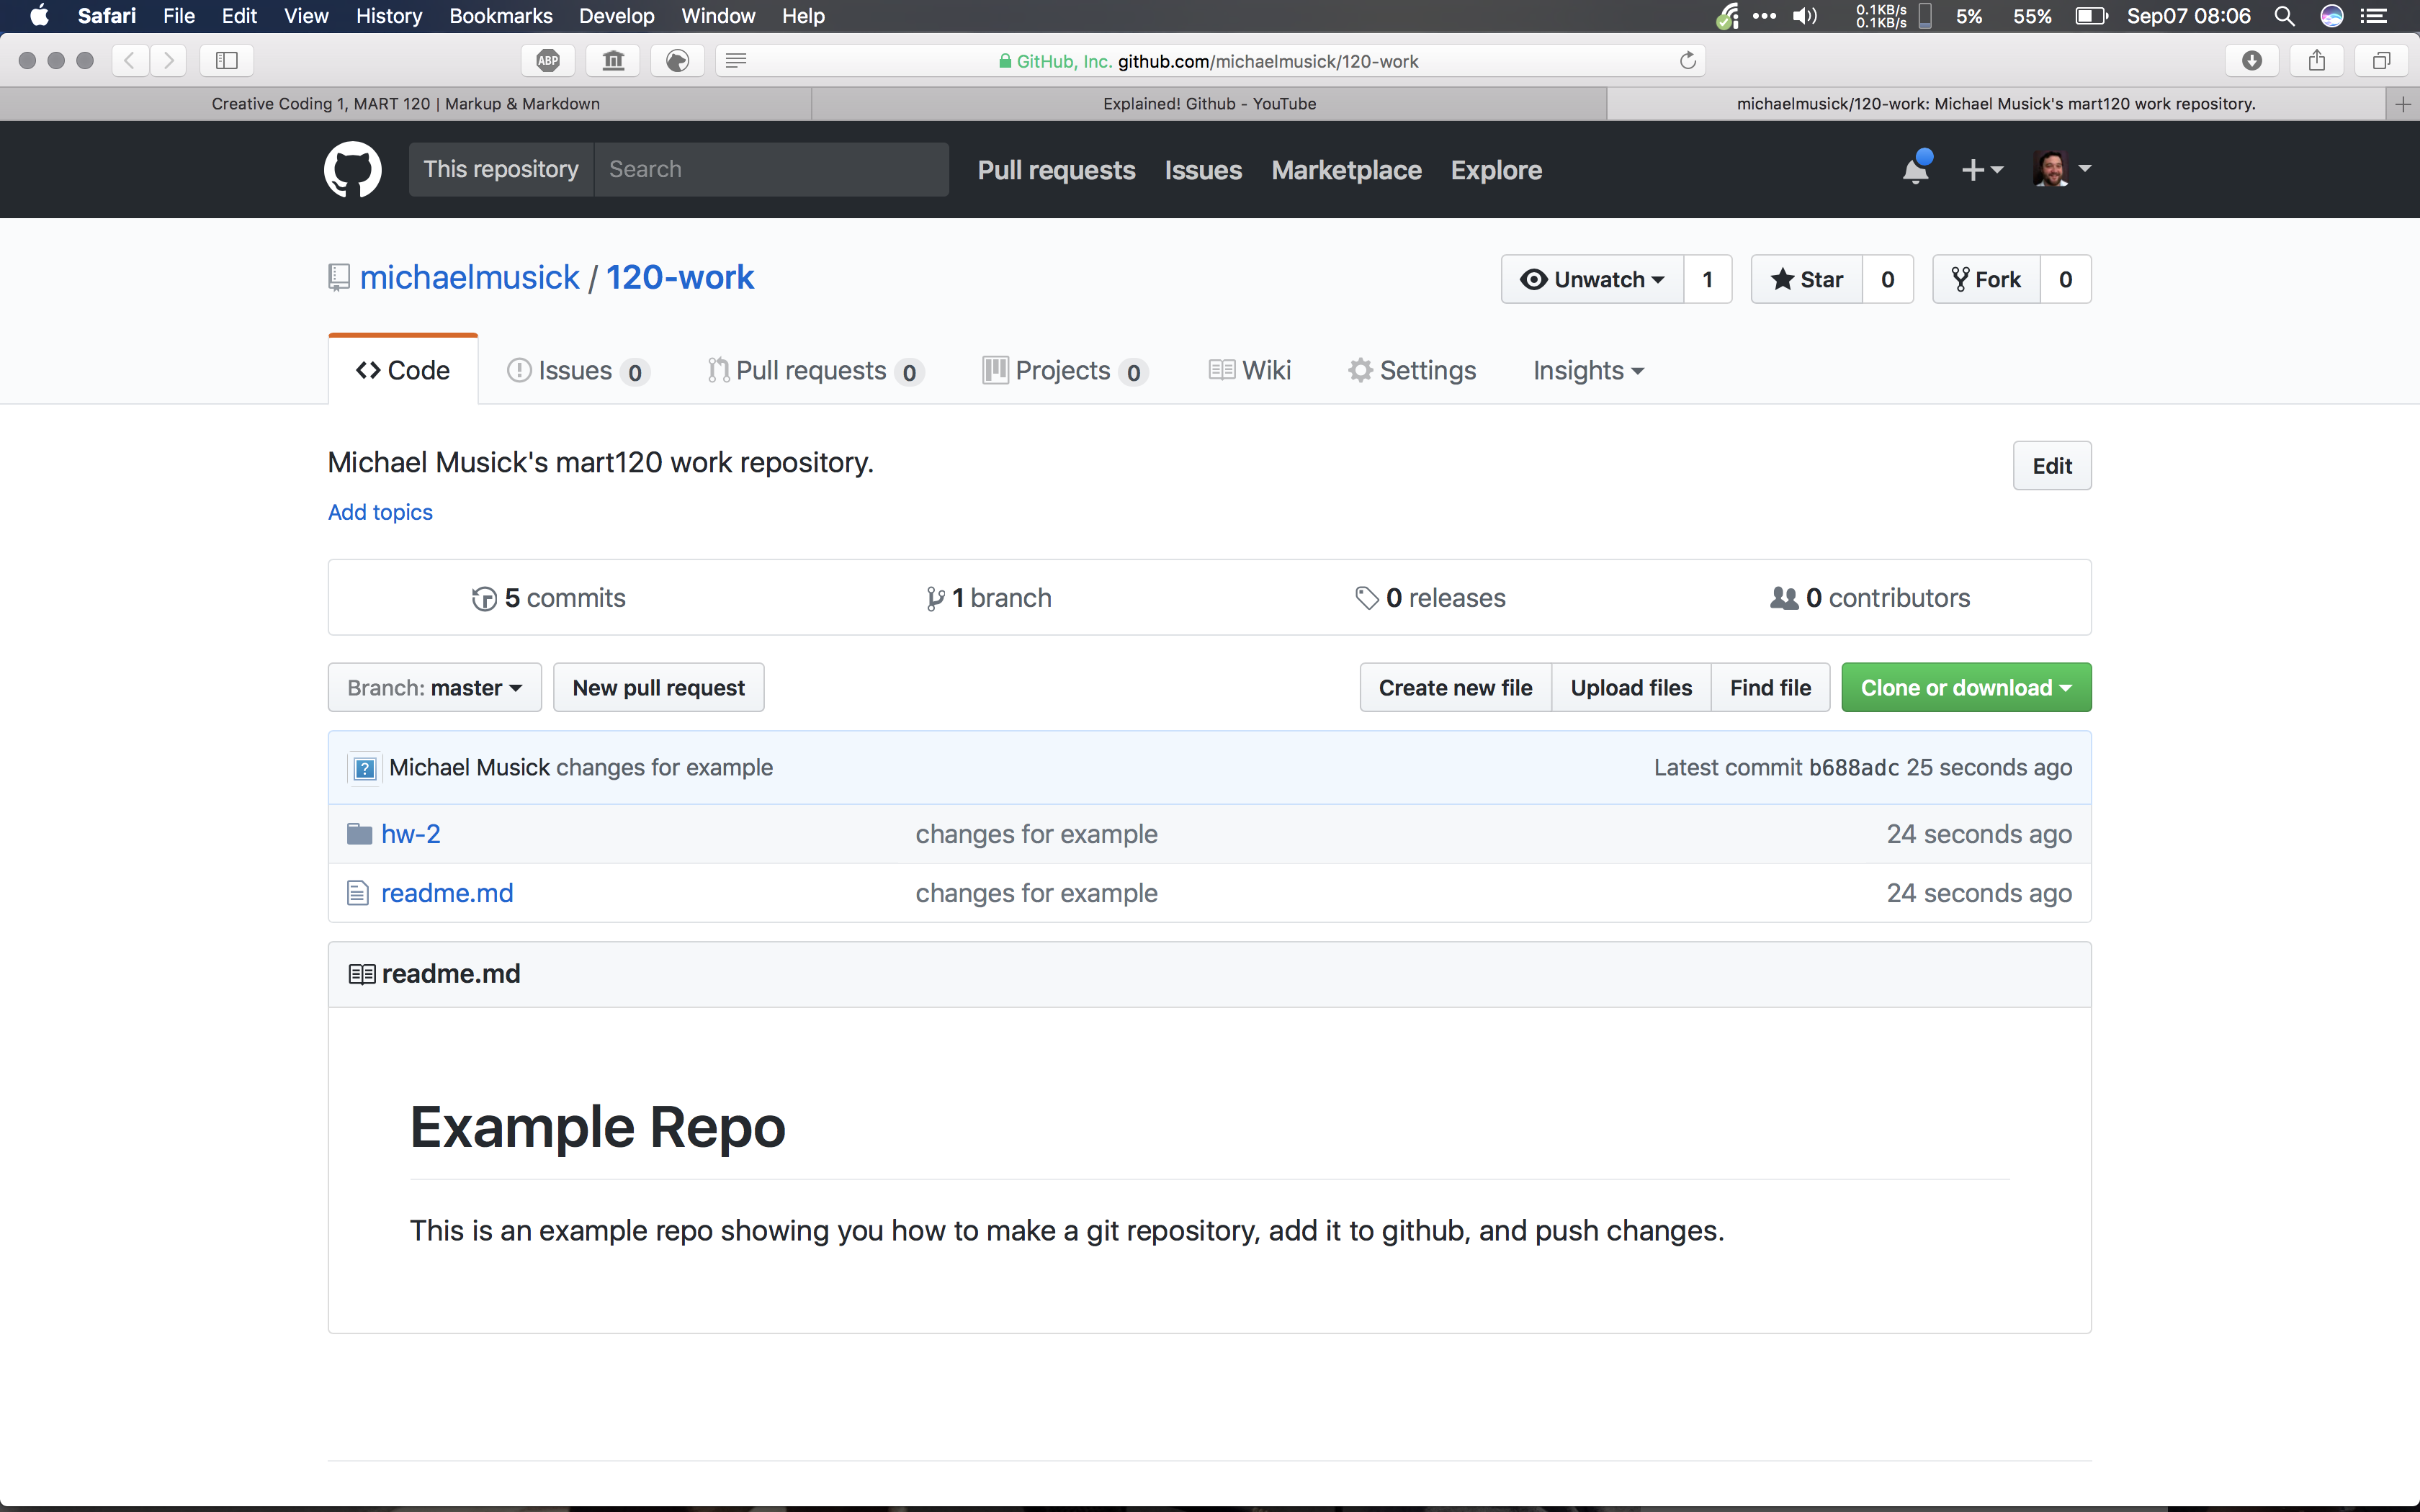 Safari File Edit View History Bookmarks Develop Window Help 0.1KB/s 0.1KB/s 5% 55% Sep07 08:06
ABP GitHub, Inc. github.com/michaelmusick/120-work
Creative Coding 1, MART 120 | Markup & Markdown Explained! Github - YouTube michaelmusick/120-work: Michael Musick's mart120 work repository.
This repository Search Pull requests Issues Marketplace Explore
michaelmusick / 120-work Unwatch 1 Star 0 Fork 0
Code Issues 0 Pull requests 0 Projects 0 Wiki Settings Insights
Michael Musick's mart120 work repository. Edit
Add topics
5 commits 1 branch 0 releases 0 contributors
Branch: master New pull request Create new file Upload files Find file Clone or download
Michael Musick changes for example Latest commit b688adc 25 seconds ago
hw-2 changes for example 24 seconds ago
readme.md changes for example 24 seconds ago
readme.md
Example Repo
This is an example repo showing you how to make a git repository, add it to github, and push changes.